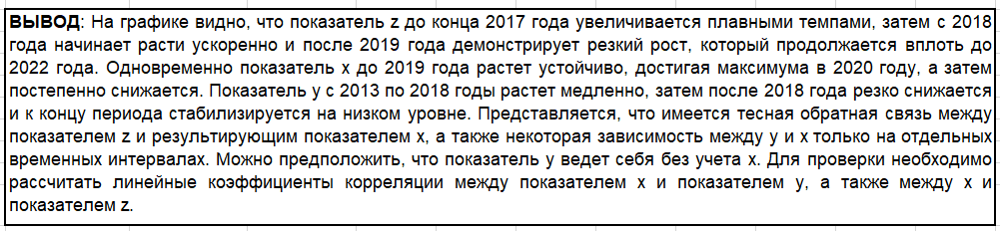 ВЫВОД: На графике видно, что показатель z до конца 2017 года увеличивается плавными темпами, затем с 2018
года начинает расти ускоренно и после 2019 года демонстрирует резкий рост, который продолжается вплоть до
2022 года. Одновременно показатель x до 2019 года растет устойчиво, достигая максимума в 2020 году, а затем
постепенно снижается. Показатель y с 2013 по 2018 годы растет медленно, затем после 2018 года резко снижается
и к концу периода стабилизируется на низком уровне. Представляется, что имеется тесная обратная связь между
показателем z и результирующим показателем x, а также некоторая зависимость между y и x только на отдельных
временных интервалах. Можно предположить, что показатель y ведет себя без учета x. Для проверки необходимо
рассчитать линейные коэффициенты корреляции между показателем x и показателем y, а также между x и
показателем z.